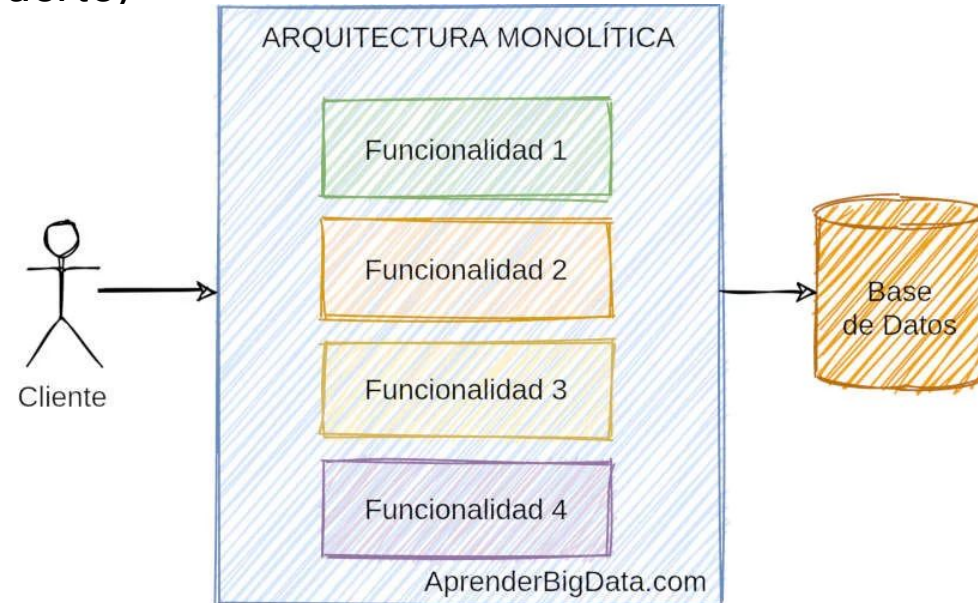 ARQUITECTURA MONOLÍTICA
Funcionalidad 1
Funcionalidad 2
Base
de Datos
Funcionalidad 3
Cliente
Funcionalidad 4
AprenderBigData.com